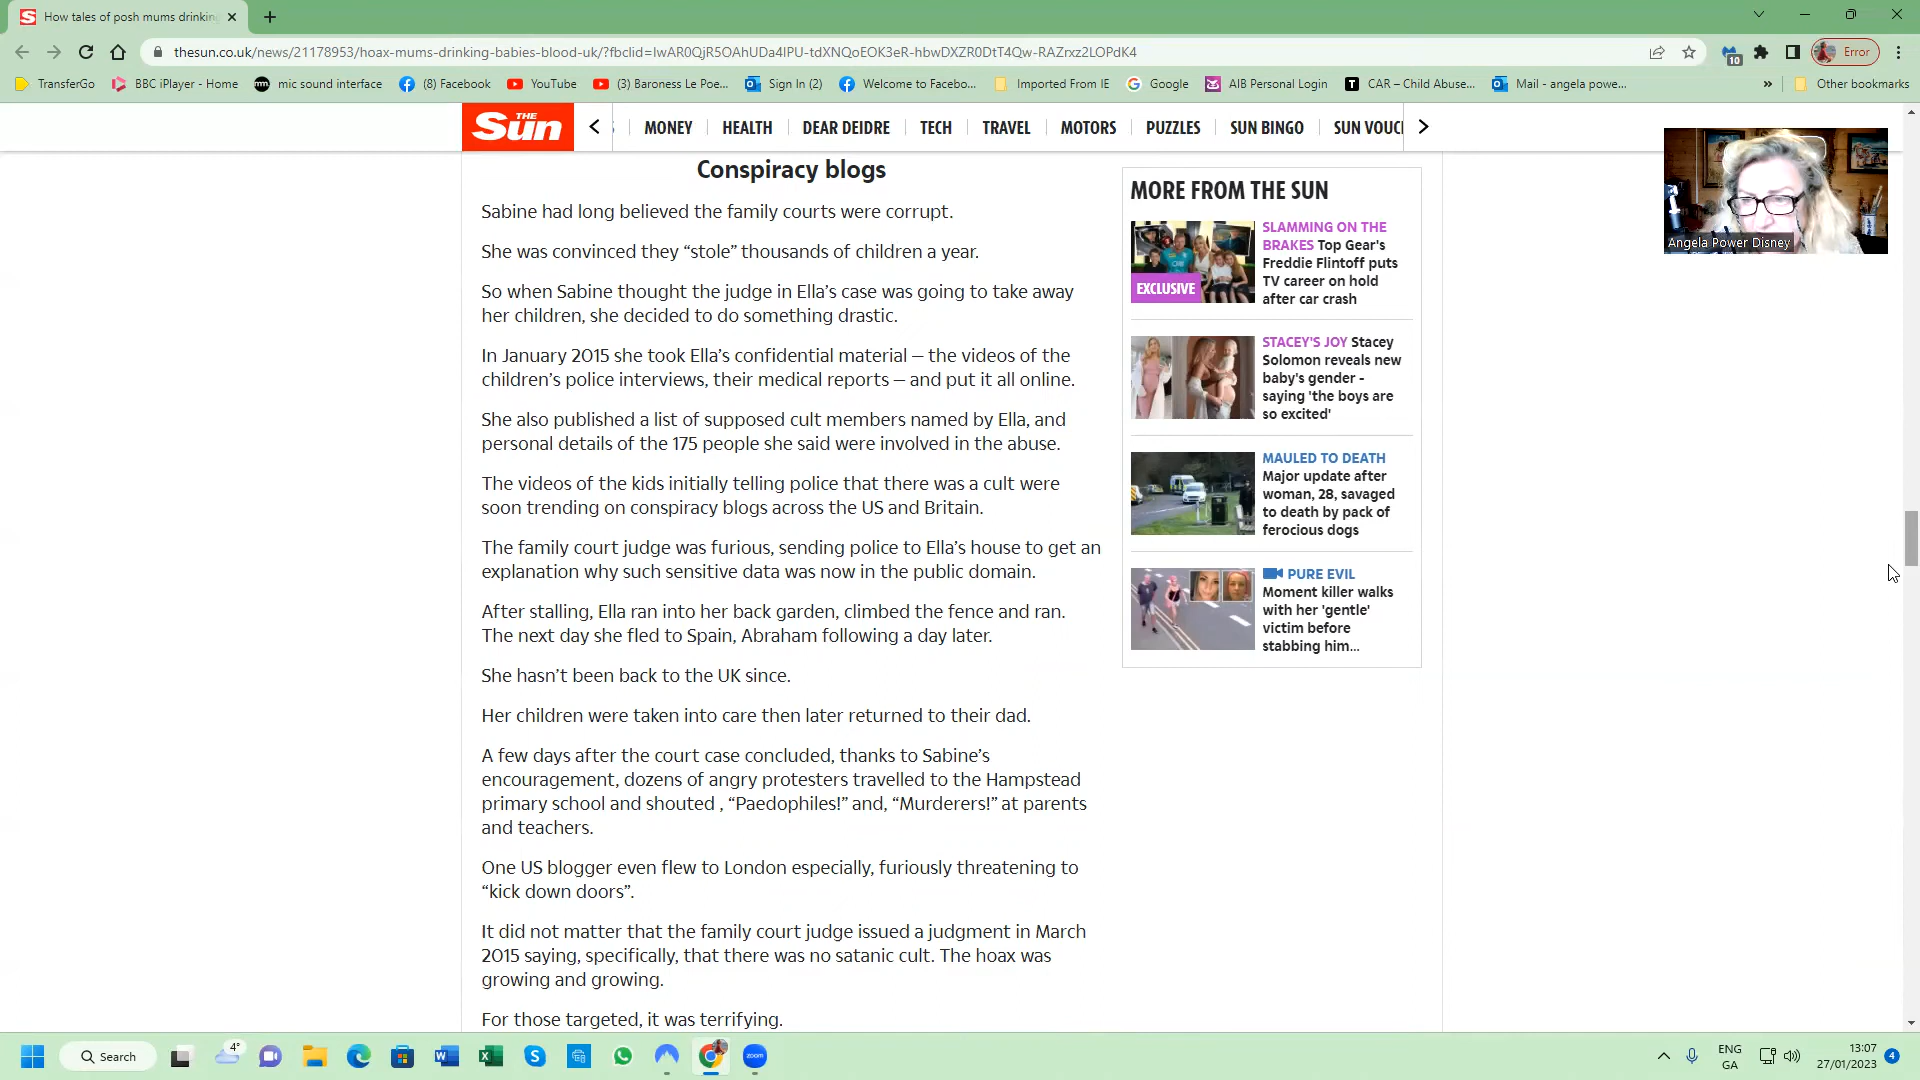 How tales of posh mums drinkin
thesun.co.uk/news/21178953/hoax-mums-drinking-babies-blood-uk/?fbclid=IwAR0QjR5OAhUDa4IPU-tdXNQoEOK3eR-hbwDXZR0DtT4Qw-RAZrxz2LOPdK4
10
Error
TransferGo
BBC iPlayer - Home
mic sound interface
(8) Facebook
YouTube
(3) Baroness Le Poe...
Sign In (2)
Welcome to Facebo...
Imported From IE
Google
AIB Personal Login
CAR – Child Abuse...
Mail - angela powe...
»
Other bookmarks
THE Sun
MONEY
HEALTH
DEAR DEIDRE
TECH
TRAVEL
MOTORS
PUZZLES
SUN BINGO
SUN VOUC
Angela Power Disney
Conspiracy blogs
Sabine had long believed the family courts were corrupt.
She was convinced they “stole” thousands of children a year.
So when Sabine thought the judge in Ella’s case was going to take away
her children, she decided to do something drastic.
In January 2015 she took Ella’s confidential material – the videos of the
children’s police interviews, their medical reports – and put it all online.
She also published a list of supposed cult members named by Ella, and
personal details of the 175 people she said were involved in the abuse.
The videos of the kids initially telling police that there was a cult were
soon trending on conspiracy blogs across the US and Britain.
The family court judge was furious, sending police to Ella’s house to get an
explanation why such sensitive data was now in the public domain.
After stalling, Ella ran into her back garden, climbed the fence and ran.
The next day she fled to Spain, Abraham following a day later.
She hasn’t been back to the UK since.
Her children were taken into care then later returned to their dad.
A few days after the court case concluded, thanks to Sabine’s
encouragement, dozens of angry protesters travelled to the Hampstead
primary school and shouted , “Paedophiles!” and, “Murderers!” at parents
and teachers.
One US blogger even flew to London especially, furiously threatening to
“kick down doors”.
It did not matter that the family court judge issued a judgment in March
2015 saying, specifically, that there was no satanic cult. The hoax was
growing and growing.
For those targeted, it was terrifying.
MORE FROM THE SUN
EXCLUSIVE
SLAMMING ON THE
BRAKES Top Gear's
Freddie Flintoff puts
TV career on hold
after car crash
STACEY'S JOY Stacey
Solomon reveals new
baby's gender -
saying 'the boys are
so excited'
MAULED TO DEATH
Major update after
woman, 28, savaged
to death by pack of
ferocious dogs
PURE EVIL
Moment killer walks
with her 'gentle'
victim before
stabbing him...
Search
4°
zoom
ENG
GA
13:07
27/01/2023
4